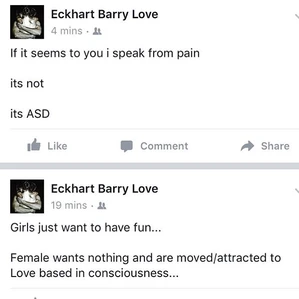 Eckhart Barry Love
4 mins ·
If it seems to you i speak from pain
its not
its ASD
Like Comment Share
Eckhart Barry Love
19 mins ·
Girls just want to have fun...
Female wants nothing and are moved/attracted to
Love based in consciousness...